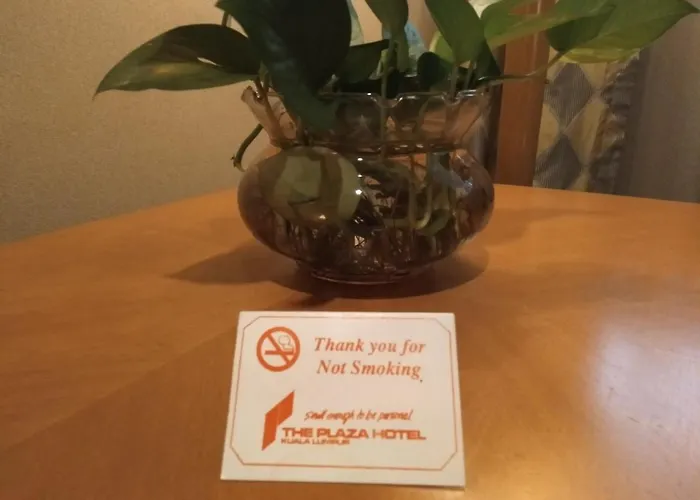 Thank you for
Not Smoking
small enough to be personal
THE PLAZA HOTEL
KUALA LUMPUR